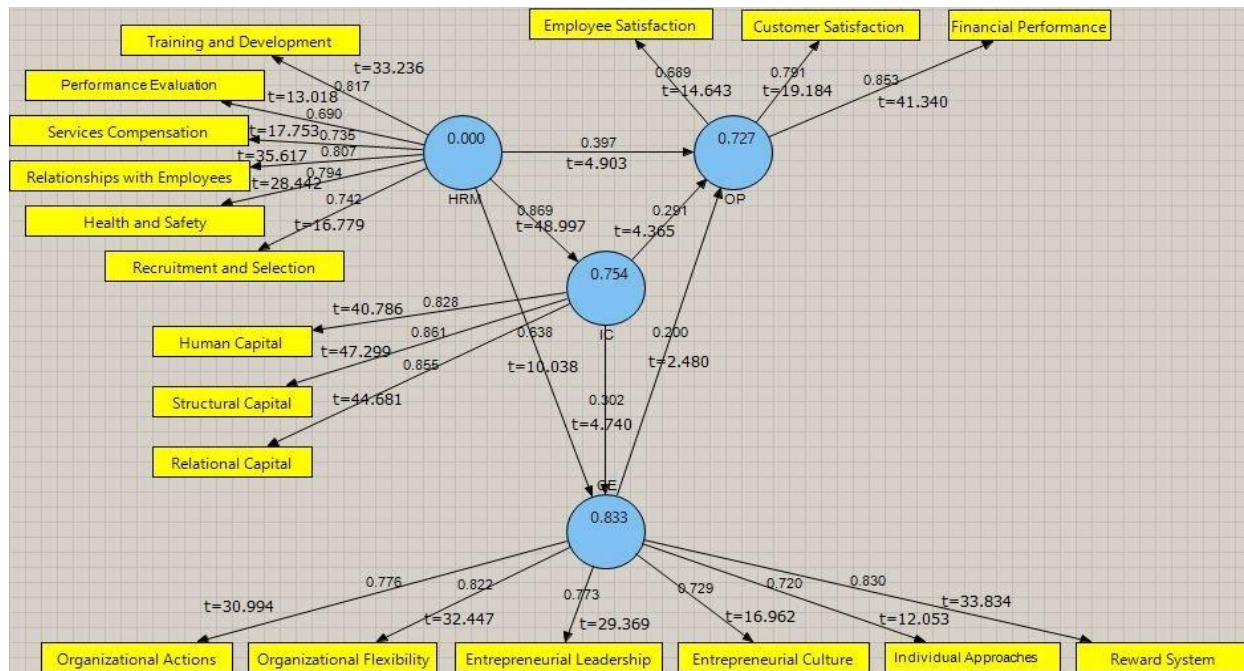 Training and Development
Employee Satisfaction
Customer Satisfaction
Financial Performance
t=33.236
0.817
Performance Evaluation
t=13.018
0.690
Services Compensation
t=17.753
0.735
t=35.617
0.807
Relationships with Employees
t=28.442
0.794
Health and Safety
0.742
t=16.779
Recruitment and Selection
0.689
t=14.643
0.791
t=19.184
0.853
t=41.340
0.000
HRM
0.397
t=4.903
0.727
OP
0.869
t=48.997
0.291
t=4.365
0.754
IC
t=40.786
0.828
Human Capital
0.861
t=47.299
0.855
Structural Capital
t=44.681
Relational Capital
0.638
t=10.038
0.200
t=2.480
0.302
t=4.740
0.833
0.776
t=30.994
0.822
t=32.447
0.773
t=29.369
0.729
t=16.962
0.720
t=12.053
0.830
t=33.834
Organizational Actions
Organizational Flexibility
Entrepreneurial Leadership
Entrepreneurial Culture
Individual Approaches
Reward System